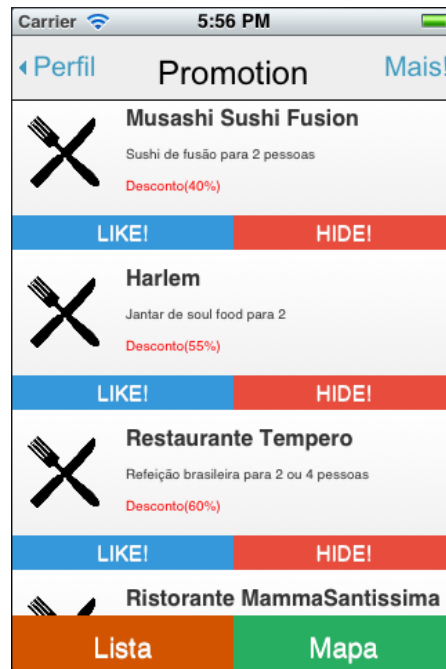 Carrier 5:56 PM
Perfil Promotion Mais!
Musashi Sushi Fusion
Sushi de fusão para 2 pessoas
Desconto(40%)
LIKE! HIDE!
Harlem
Jantar de soul food para 2
Desconto(55%)
LIKE! HIDE!
Restaurante Tempero
Refeição brasileira para 2 ou 4 pessoas
Desconto(60%)
LIKE! HIDE!
Ristorante MammaSantissima
Lista Mapa